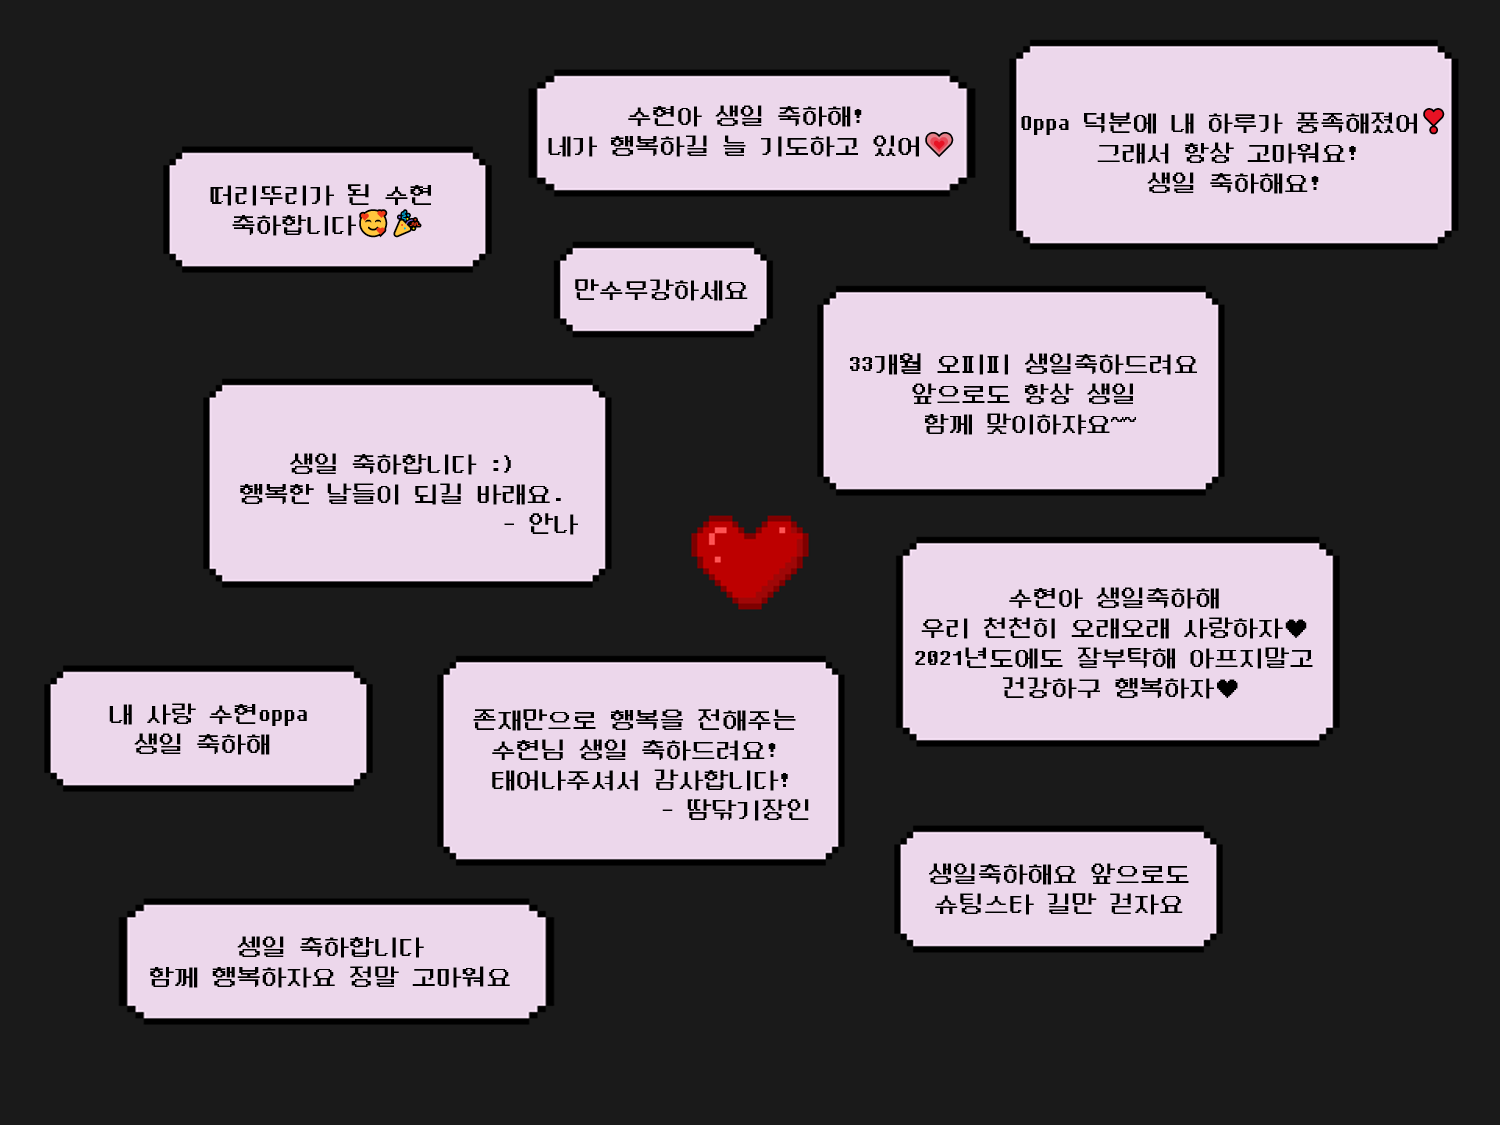 수현아 생일 축하해!
네가 행복하길 늘 기도하고 있어💗
Oppa 덕분에 내 하루가 풍족해졌어❣
그래서 항상 고마워요!
생일 축하해요!
떠리뚜리가 된 수현
축하합니다🥰🎉
만수무강하세요
33개월 오피피 생일축하드려요
앞으로도 항상 생일
함께 맞이하쟈요~~
생일 축하합니다 :)
행복한 날들이 되길 바래요.
- 안나
수현아 생일축하해
우리 천천히 오래오래 사랑하자♥
2021년도에도 잘부탁해 아프지말고
건강하구 행복하자♥
내 사랑 수현oppa
생일 축하해
존재만으로 행복을 전해주는
수현님 생일 축하드려요!
태어나주셔서 감사합니다!
- 땀닦기장인
생일축하해요 앞으로도
슈팅스타 길만 걷자요
셍일 축하합니다
함께 행복하자요 정말 고마워요